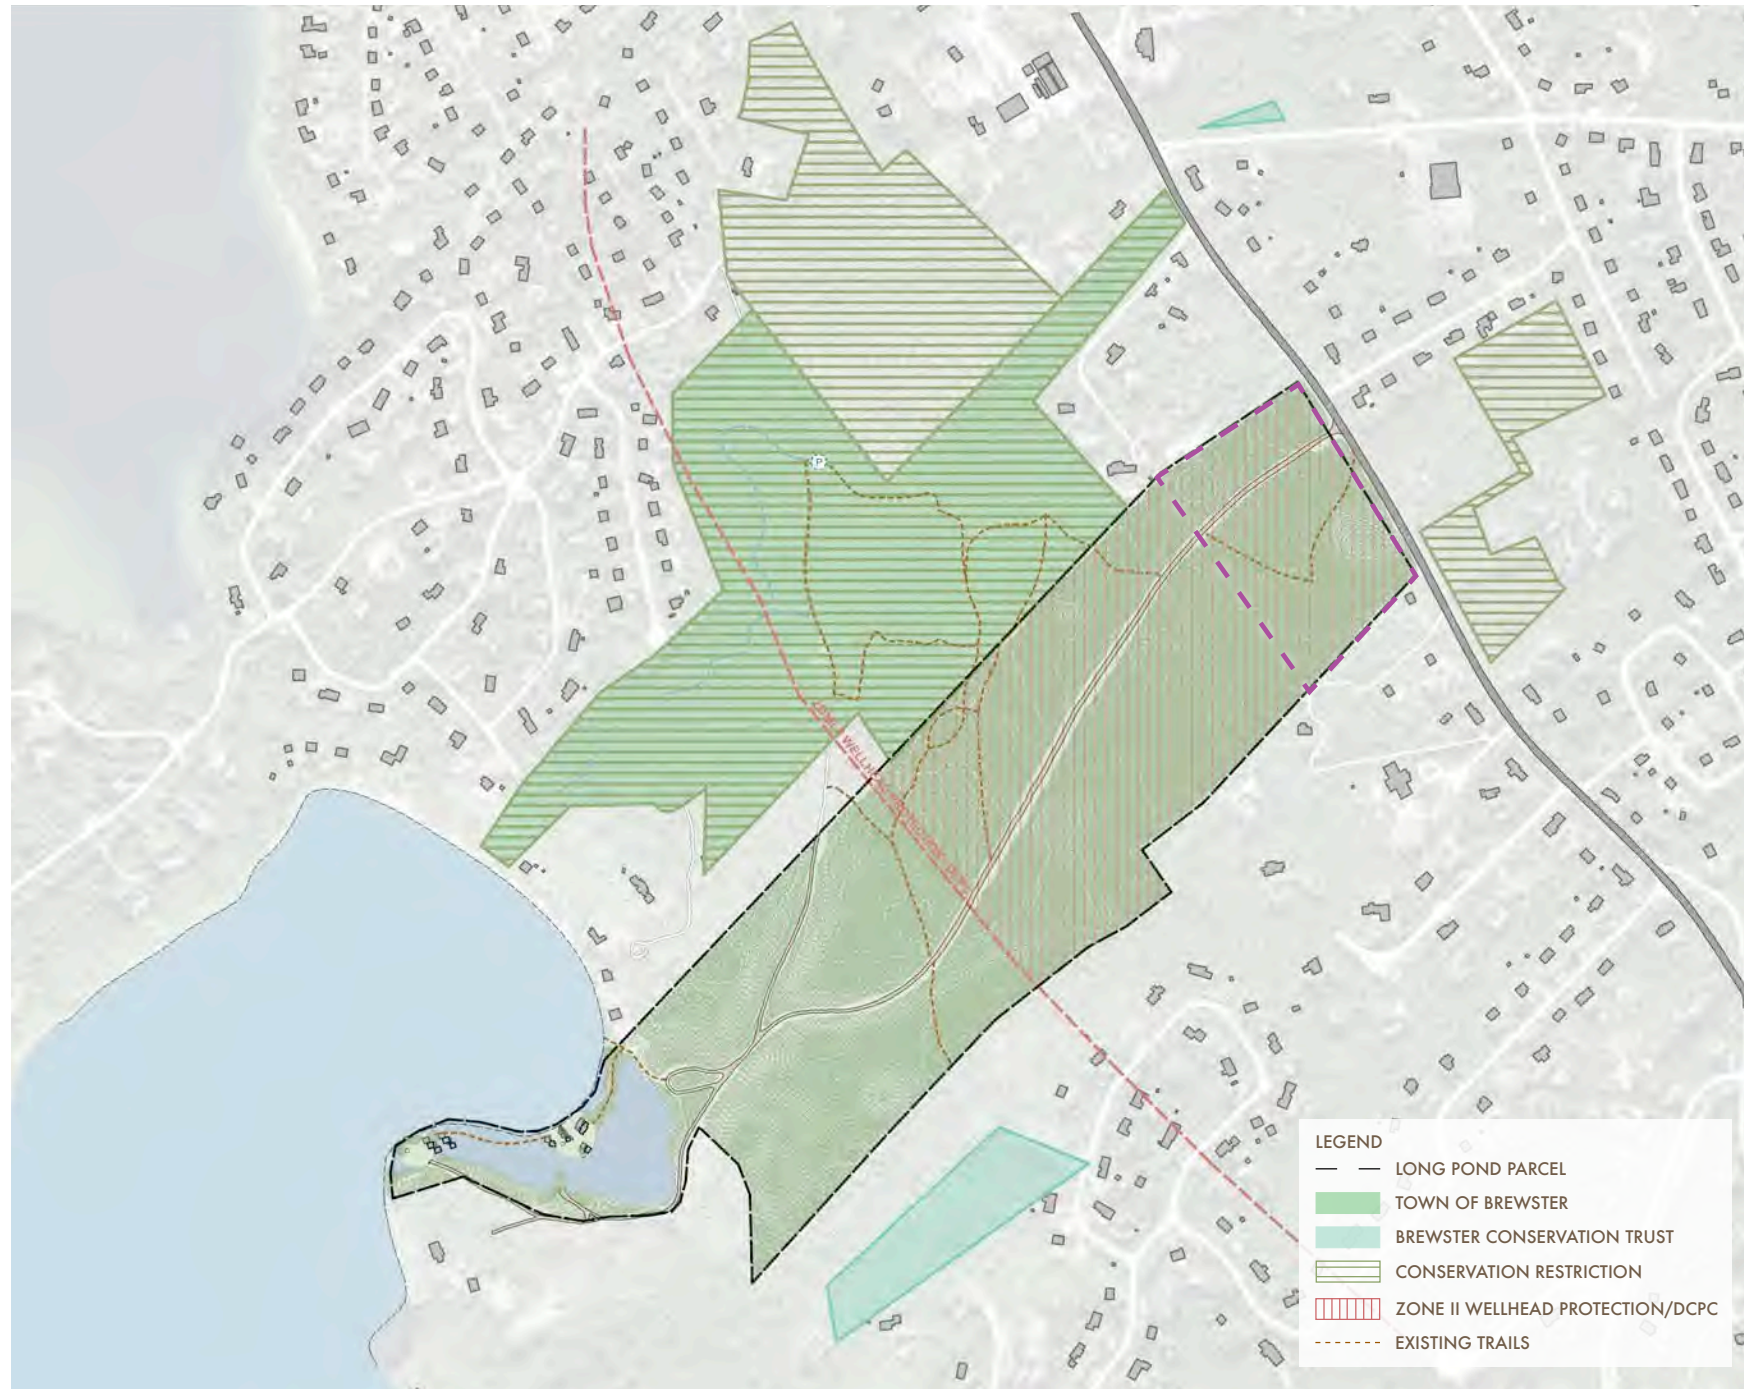 P
LEGEND
LONG POND PARCEL
TOWN OF BREWSTER
BREWSTER CONSERVATION TRUST
CONSERVATION RESTRICTION
ZONE II WELLHEAD PROTECTION/DCPC
EXISTING TRAILS